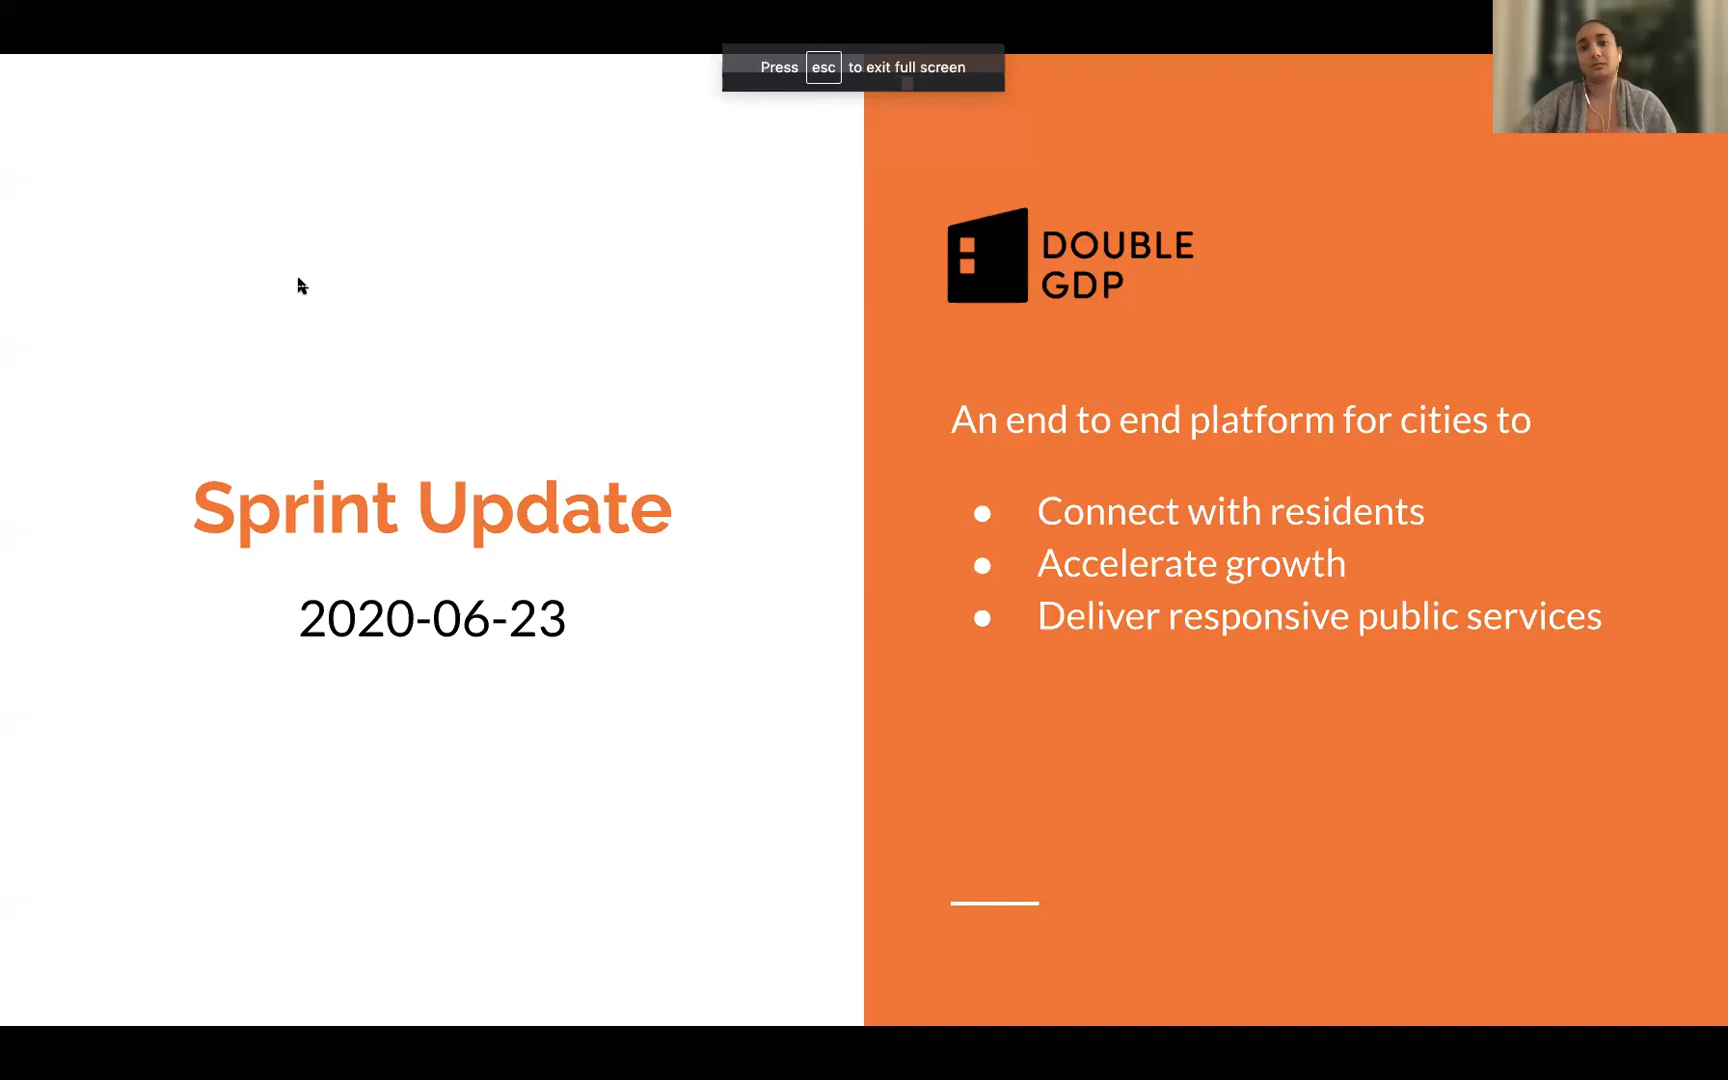 Press esc to exit full screen
DOUBLE
GDP
An end to end platform for cities to
● Connect with residents
● Accelerate growth
● Deliver responsive public services
Sprint Update
2020-06-23